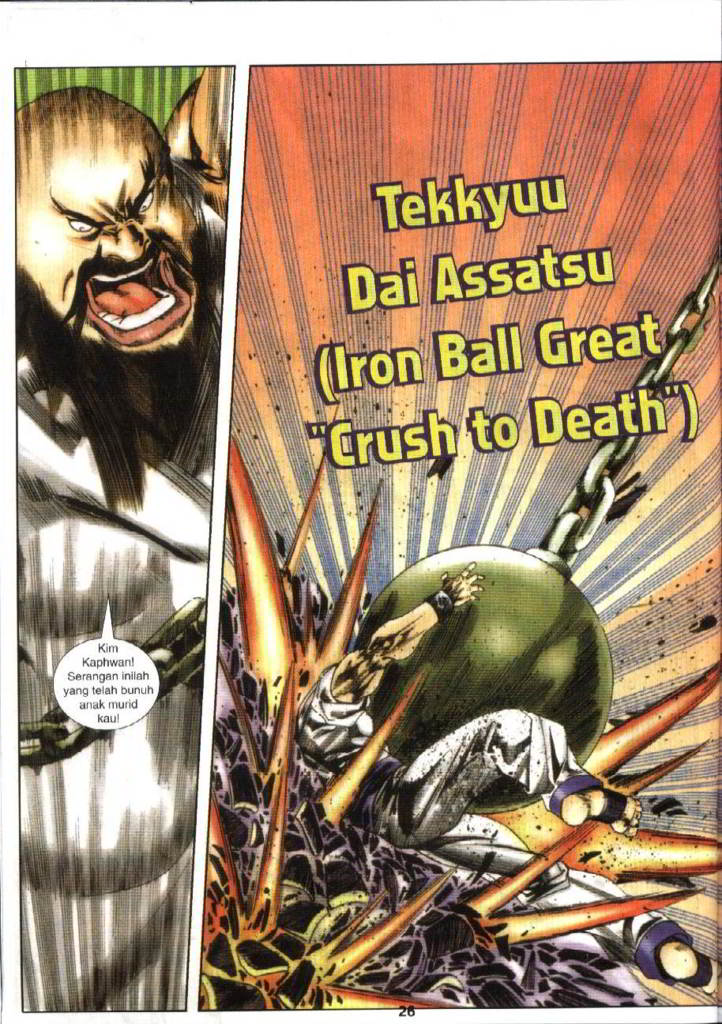 Kim
Kaphwan!
Serangan inilah
yang telah bunuh
anak murid
kau!
Tekkyuu
Dai Assatsu
(Iron Ball Great
"Crush to Death")
26